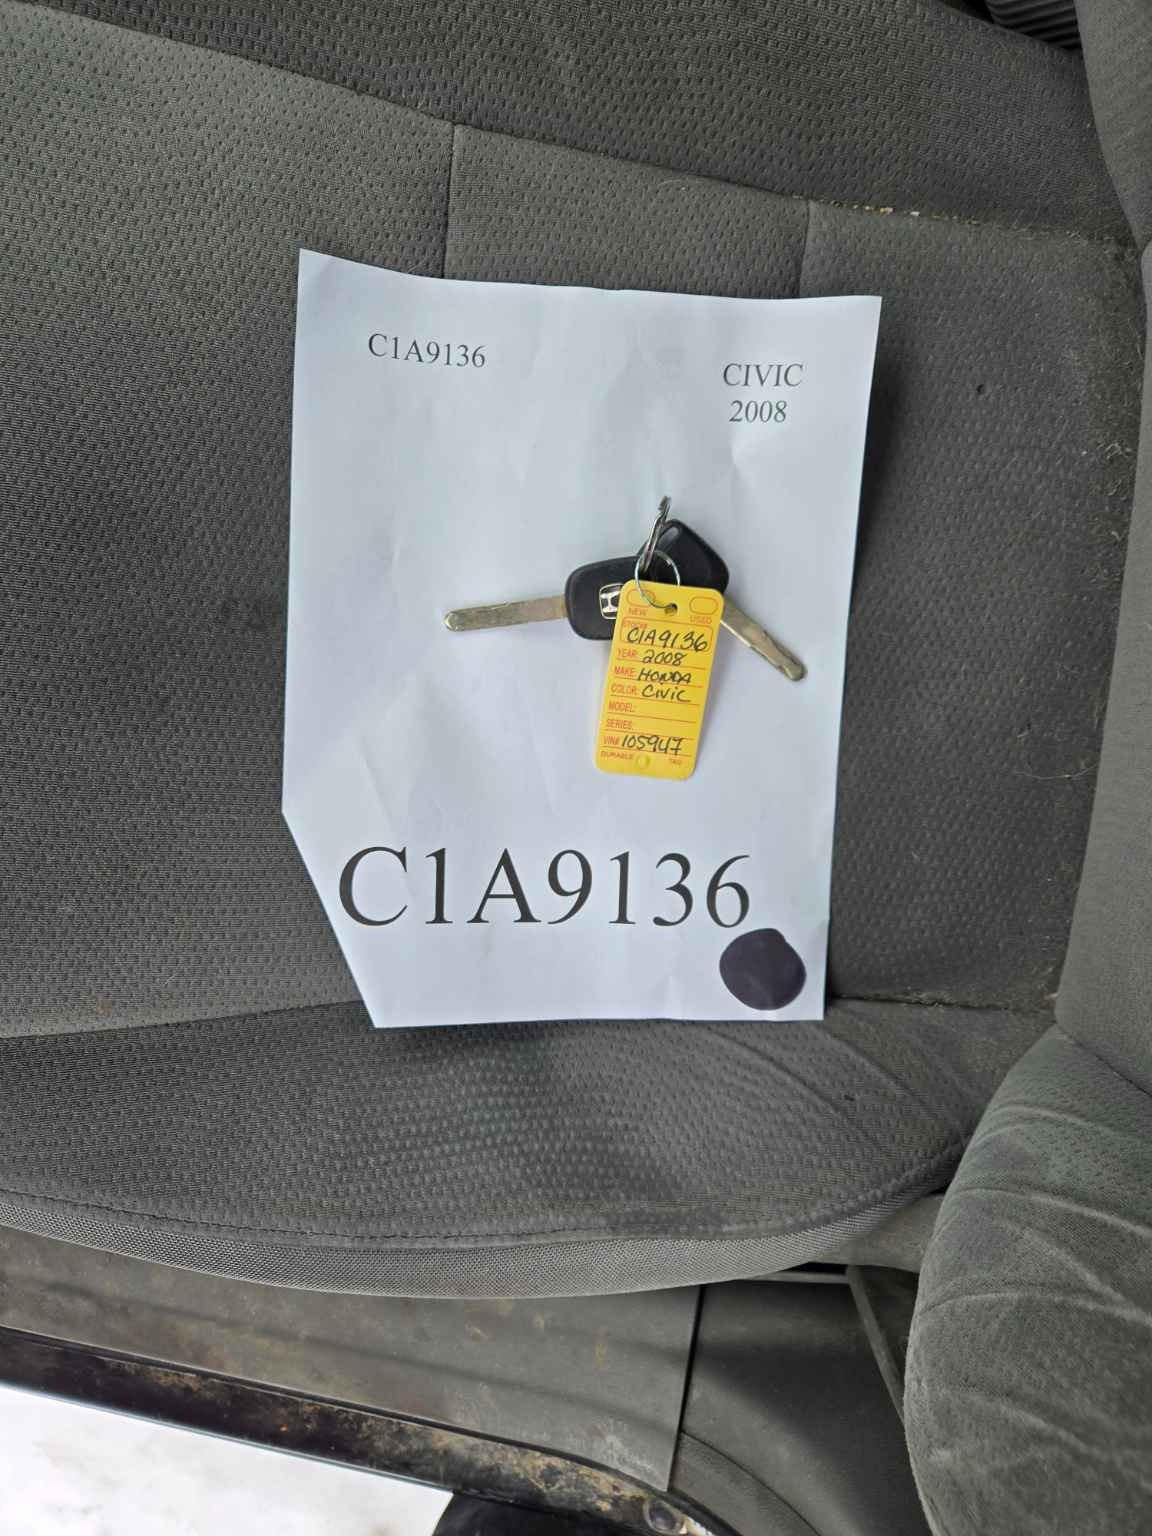 C1A9136
CIVIC
2008
NEW
USED
STOCK#
C1A9136
YEAR: 2008
MAKE: HONDA
COLOR: CIVIC
MODEL:
SERIES:
VIN# 105947
DURABLE TAG
C1A9136